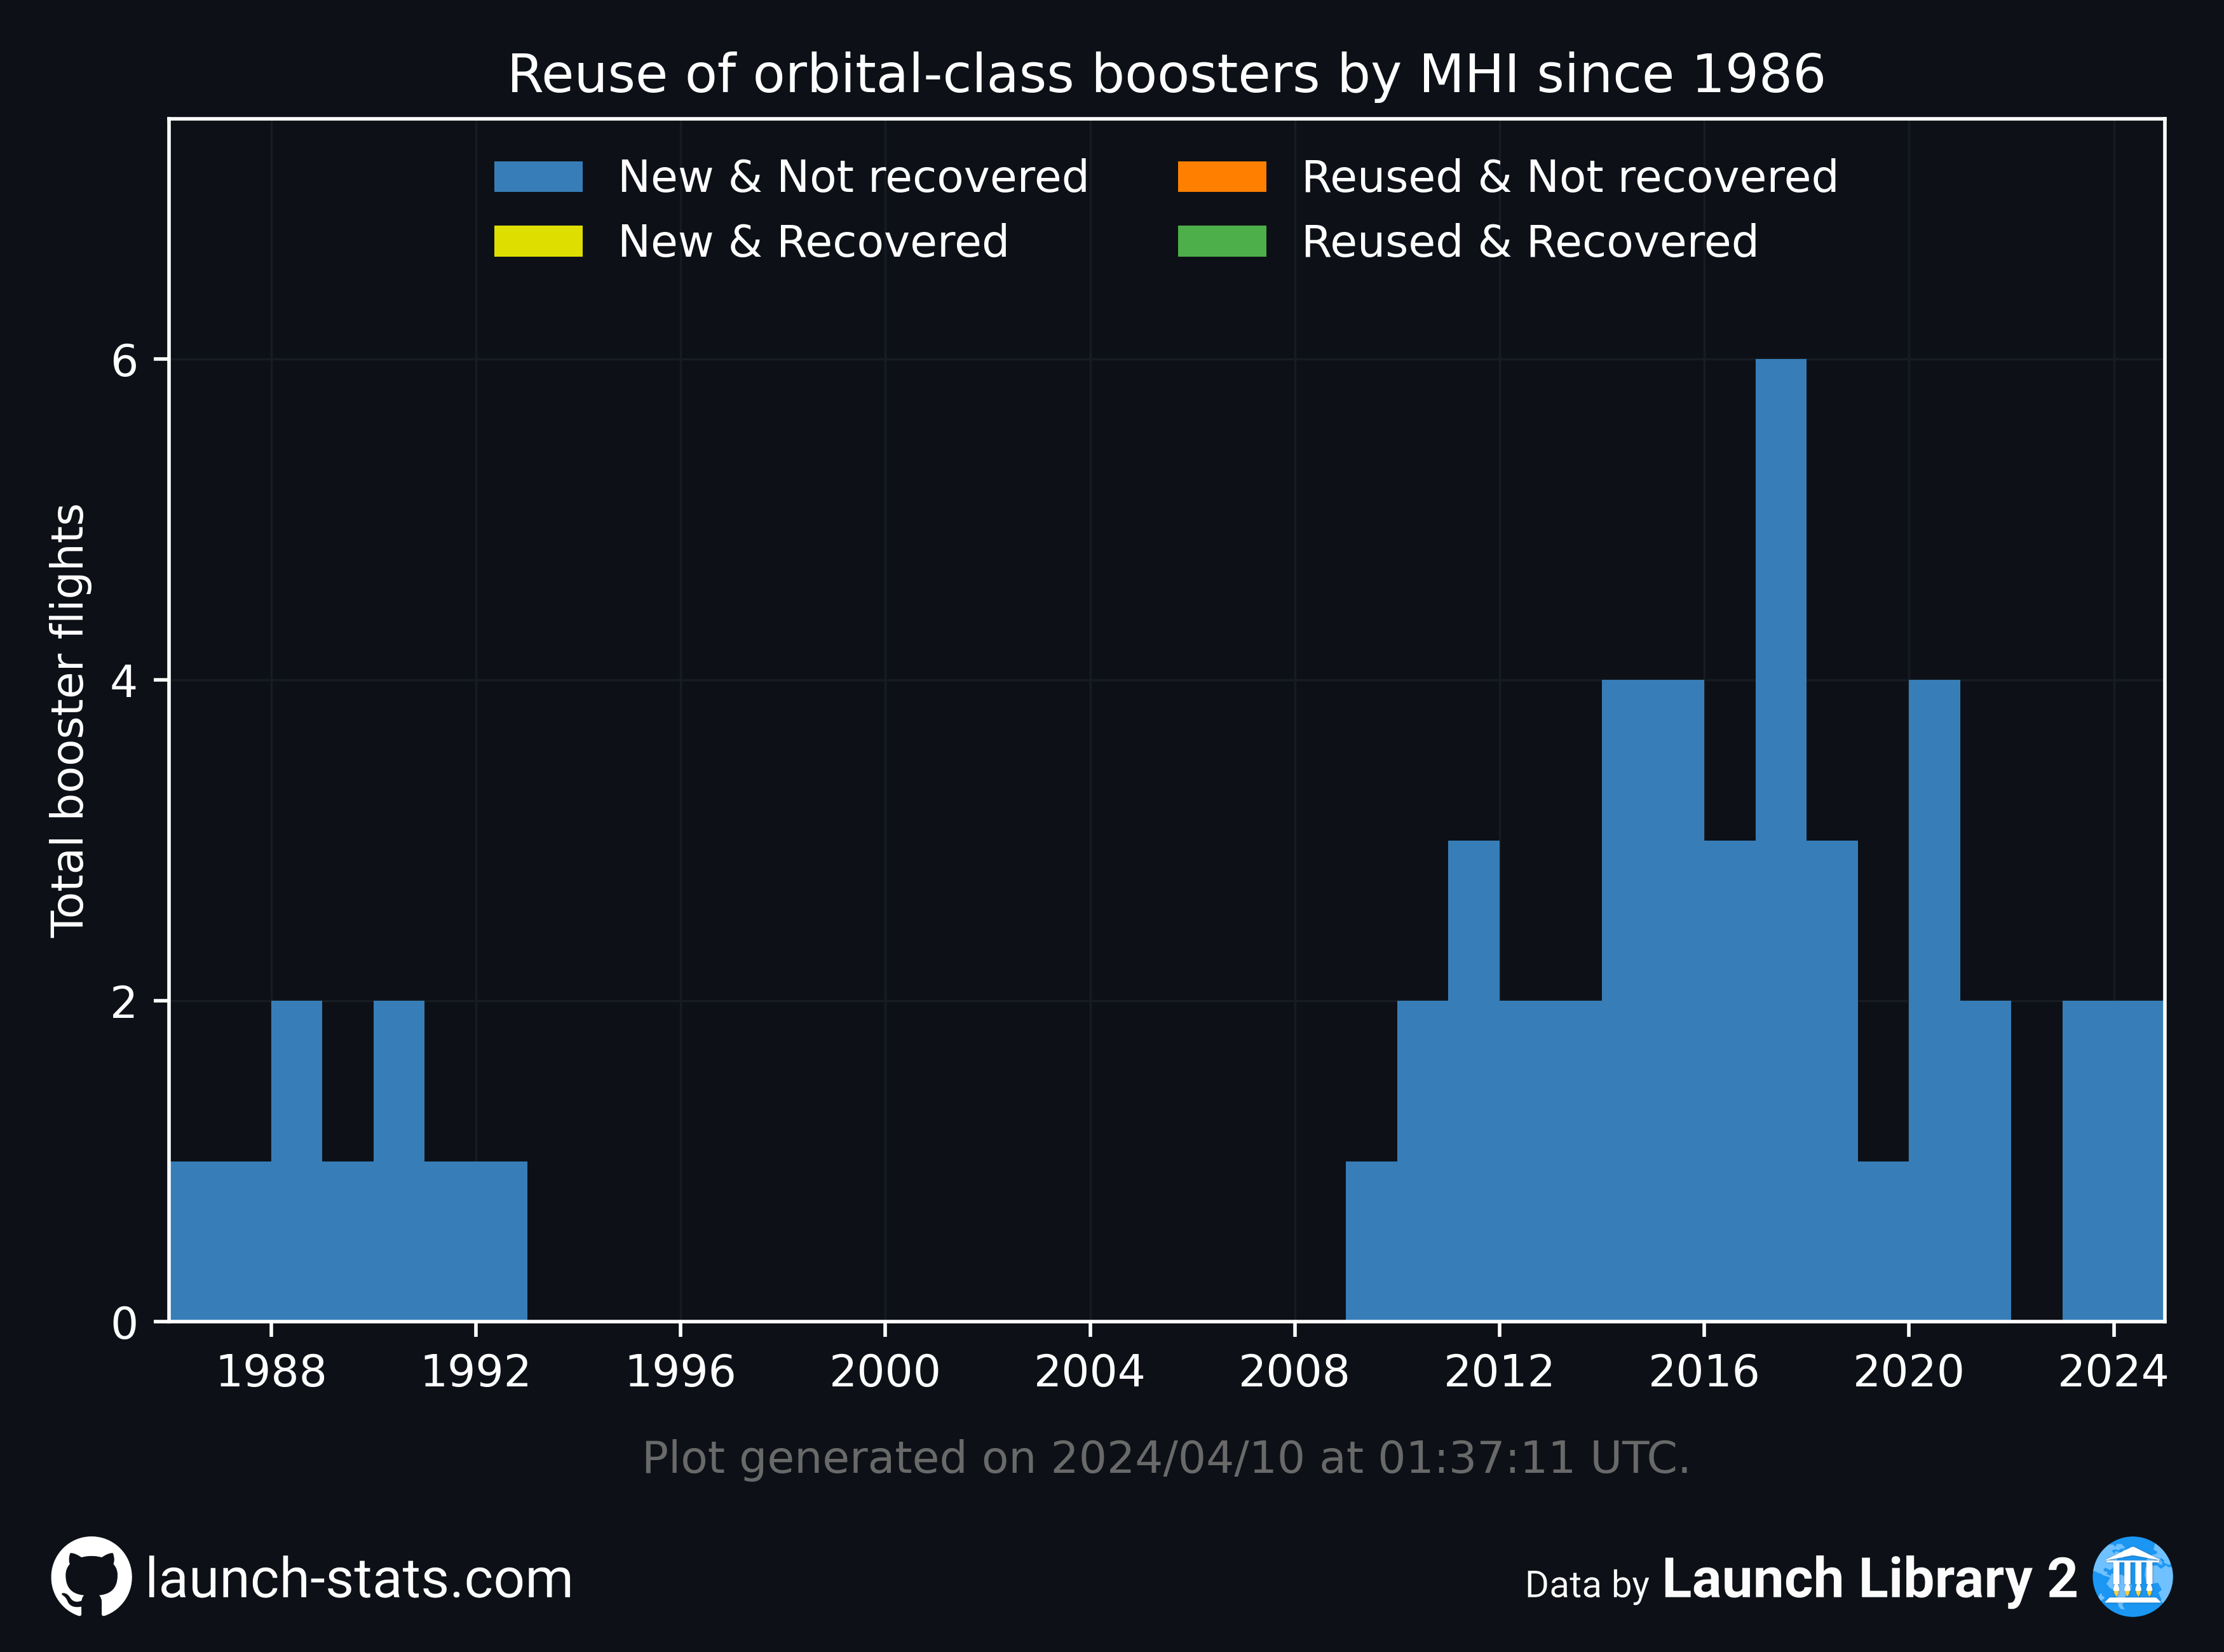 Reuse of orbital-class boosters by MHI since 1986
New & Not recovered
New & Recovered
Reused & Not recovered
Reused & Recovered
Total booster flights
6
4
2
0
1988 1992 1996 2000 2004 2008 2012 2016 2020 2024
Plot generated on 2024/04/10 at 01:37:11 UTC.
launch-stats.com
Data by Launch Library 2